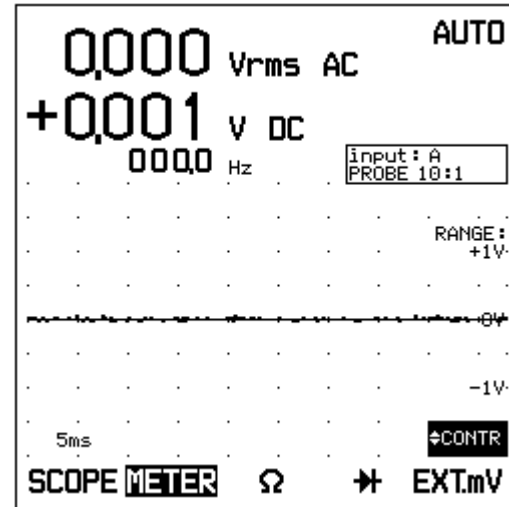 AUTO
0,000 Vrms AC
+0,001 V DC
000,0 Hz
input: A
PROBE 10:1
RANGE:
+1V
0V
-1V
5ms
CONTR
SCOPE METER Ω EXT.mV